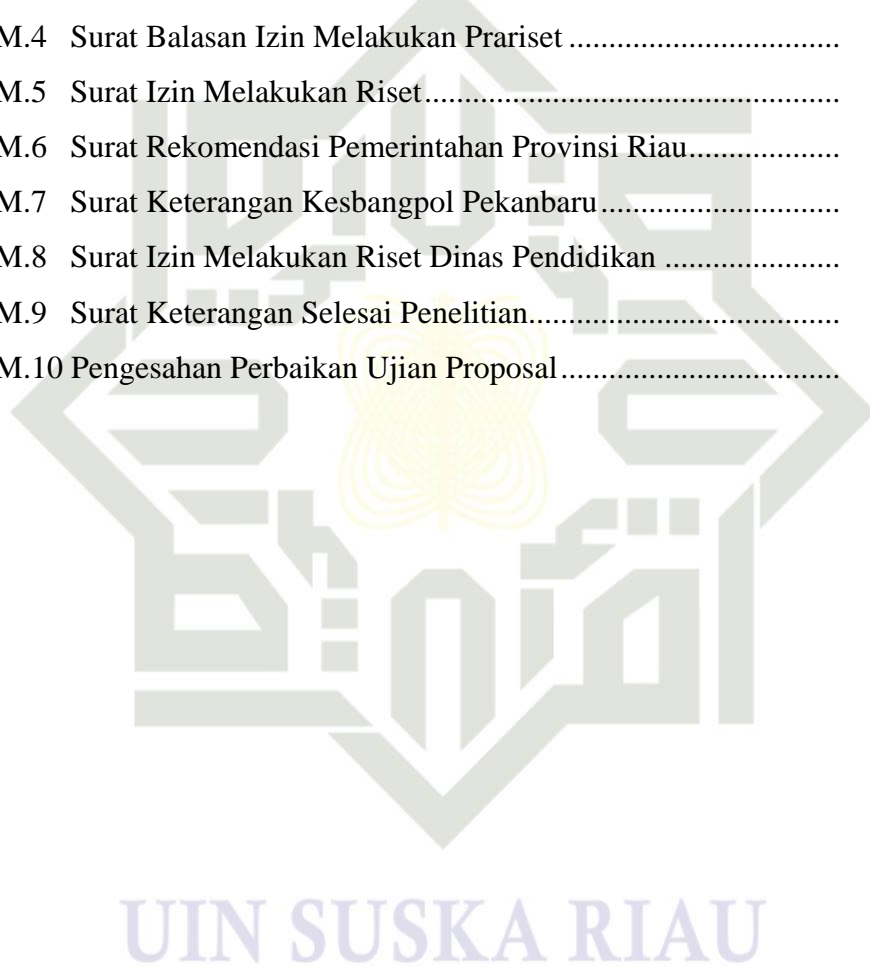 M.4 Surat Balasan Izin Melakukan Prariset ..................................
M.5 Surat Izin Melakukan Riset....................................................
M.6 Surat Rekomendasi Pemerintahan Provinsi Riau...................
M.7 Surat Keterangan Kesbangpol Pekanbaru..............................
M.8 Surat Izin Melakukan Riset Dinas Pendidikan ......................
M.9 Surat Keterangan Selesai Penelitian.......................................
M.10 Pengesahan Perbaikan Ujian Proposal...................................
UIN SUSKA RIAU